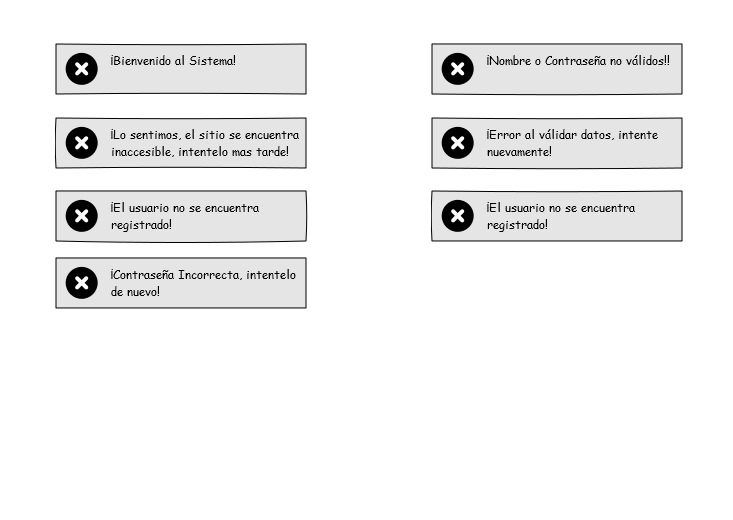 ¡Bienvenido al Sistema!
¡Nombre o Contraseña no válidos!!
¡Lo sentimos, el sitio se encuentra
inaccesible, intentelo mas tarde!
¡Error al válidar datos, intente
nuevamente!
¡El usuario no se encuentra
registrado!
¡El usuario no se encuentra
registrado!
¡Contraseña Incorrecta, intentelo
de nuevo!